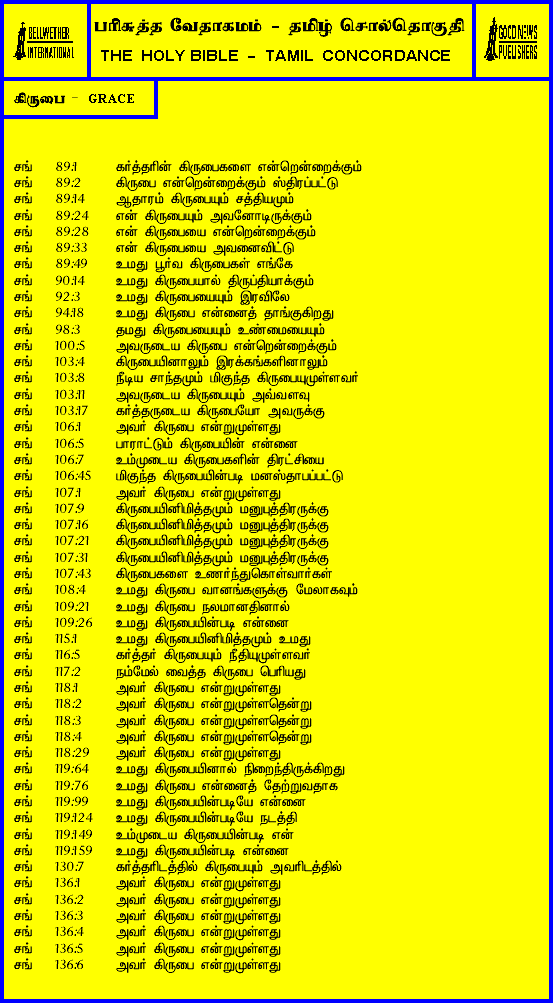 BELLWETHER INTERNATIONAL
பரிசுத்த வேதாகமம் - தமிழ் சொல்தொகுதி
THE HOLY BIBLE - TAMIL CONCORDANCE
GOOD NEWS PUBLISHERS
கிருபை - GRACE
சங் 89:1 கர்த்தரின் கிருபைகளை என்றென்றைக்கும்
சங் 89:2 கிருபை என்றென்றைக்கும் ஸ்திரப்பட்டு
சங் 89:14 ஆதாரம் கிருபையும் சத்தியமும்
சங் 89:24 என் கிருபையும் அவனோடிருக்கும்
சங் 89:28 என் கிருபையை என்றென்றைக்கும்
சங் 89:33 என் கிருபையை அவனைவிட்டு
சங் 89:49 உமது பூர்வ கிருபைகள் எங்கே
சங் 90:14 உமது கிருபையால் திருப்தியாக்கும்
சங் 92:3 உமது கிருபையையும் இரவிலே
சங் 94:18 உமது கிருபை என்னைத் தாங்குகிறது
சங் 98:3 தமது கிருபையையும் உண்மையையும்
சங் 100:5 அவருடைய கிருபை என்றென்றைக்கும்
சங் 103:4 கிருபையினாலும் இரக்கங்களினாலும்
சங் 103:8 நீடிய சாந்தமும் மிகுந்த கிருபையுமுள்ளவர்
சங் 103:11 அவருடைய கிருபையும் அவ்வளவு
சங் 103:17 கர்த்தருடைய கிருபையோ அவருக்கு
சங் 106:1 அவர் கிருபை என்றுமுள்ளது
சங் 106:5 பாராட்டும் கிருபையின் என்னை
சங் 106:7 உம்முடைய கிருபைகளின் திரட்சியை
சங் 106:45 மிகுந்த கிருபையின்படி மனஸ்தாபப்பட்டு
சங் 107:1 அவர் கிருபை என்றுமுள்ளது
சங் 107:9 கிருபையினிமித்தமும் மனுபுத்திரருக்கு
சங் 107:16 கிருபையினிமித்தமும் மனுபுத்திரருக்கு
சங் 107:21 கிருபையினிமித்தமும் மனுபுத்திரருக்கு
சங் 107:31 கிருபையினிமித்தமும் மனுபுத்திரருக்கு
சங் 107:43 கிருபைகளை உணர்ந்துகொள்வார்கள்
சங் 108:4 உமது கிருபை வானங்களுக்கு மேலாகவும்
சங் 109:21 உமது கிருபை நலமானதினால்
சங் 109:26 உமது கிருபையின்படி என்னை
சங் 115:1 உமது கிருபையினிமித்தமும் உமது
சங் 116:5 கர்த்தர் கிருபையும் நீதியுமுள்ளவர்
சங் 117:2 நம்மேல் வைத்த கிருபை பெரியது
சங் 118:1 அவர் கிருபை என்றுமுள்ளது
சங் 118:2 அவர் கிருபை என்றுமுள்ளதென்று
சங் 118:3 அவர் கிருபை என்றுமுள்ளதென்று
சங் 118:4 அவர் கிருபை என்றுமுள்ளதென்று
சங் 118:29 அவர் கிருபை என்றுமுள்ளது
சங் 119:64 உமது கிருபையினால் நிறைந்திருக்கிறது
சங் 119:76 உமது கிருபை என்னைத் தேற்றுவதாக
சங் 119:99 உமது கிருபையின்படியே என்னை
சங் 119:124 உமது கிருபையின்படியே நடத்தி
சங் 119:149 உம்முடைய கிருபையின்படி என்
சங் 119:159 உமது கிருபையின்படி என்னை
சங் 130:7 கர்த்தரிடத்தில் கிருபையும் அவரிடத்தில்
சங் 136:1 அவர் கிருபை என்றுமுள்ளது
சங் 136:2 அவர் கிருபை என்றுமுள்ளது
சங் 136:3 அவர் கிருபை என்றுமுள்ளது
சங் 136:4 அவர் கிருபை என்றுமுள்ளது
சங் 136:5 அவர் கிருபை என்றுமுள்ளது
சங் 136:6 அவர் கிருபை என்றுமுள்ளது